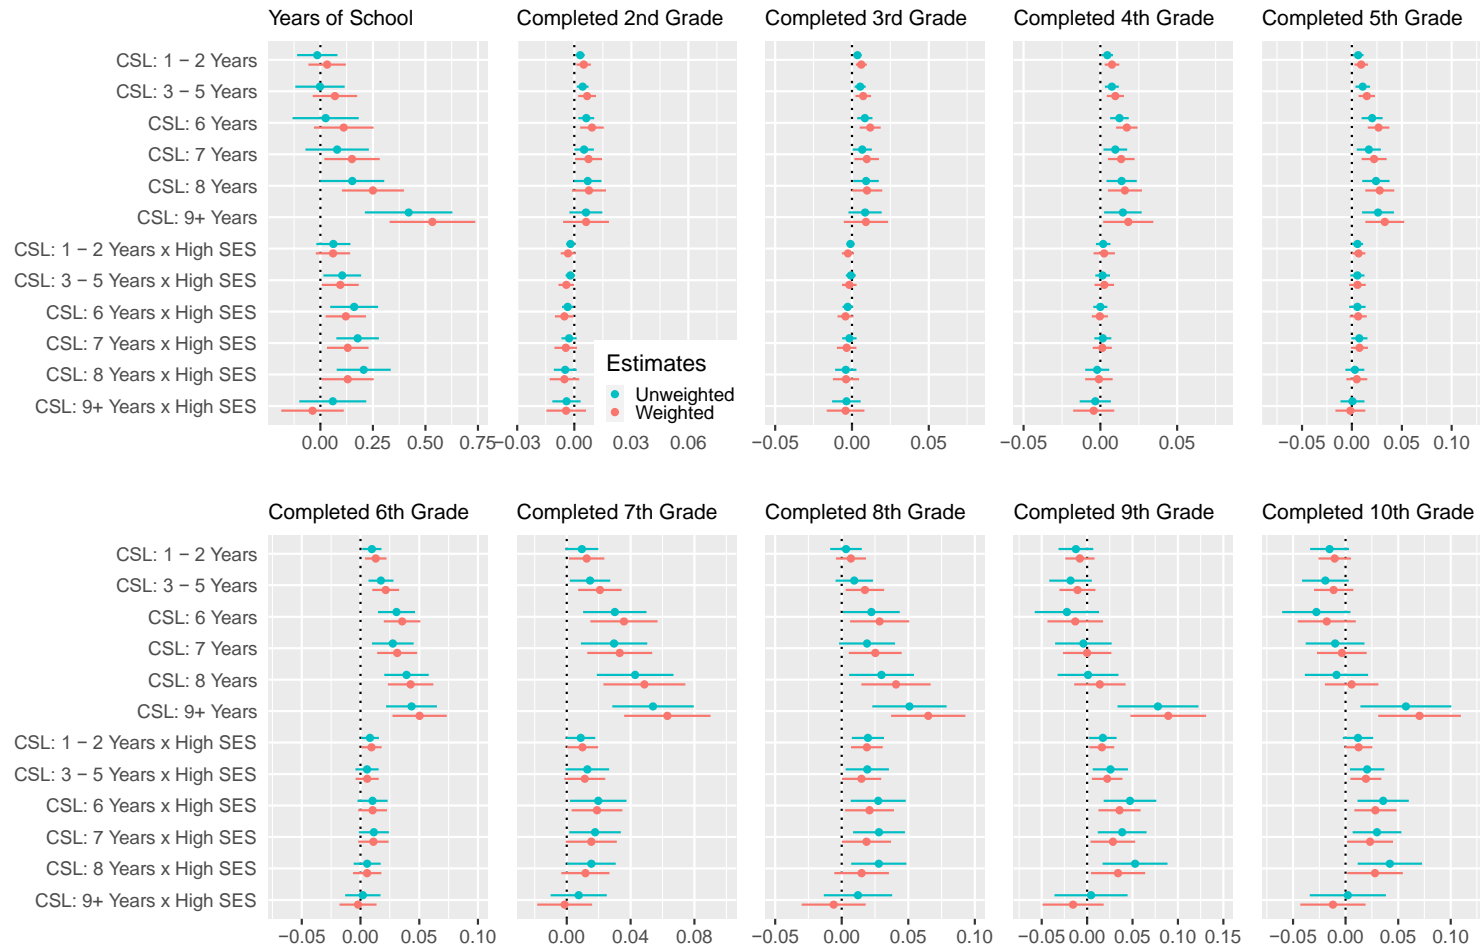 Years of School Completed 2nd Grade Completed 3rd Grade Completed 4th Grade Completed 5th Grade
CSL: 1 − 2 Years
CSL: 3 − 5 Years
CSL: 6 Years
CSL: 7 Years
CSL: 8 Years
CSL: 9+ Years
CSL: 1 − 2 Years x High SES
CSL: 3 − 5 Years x High SES
CSL: 6 Years x High SES
CSL: 7 Years x High SES
CSL: 8 Years x High SES
CSL: 9+ Years x High SES
Estimates
Unweighted
Weighted
0.00 0.25 0.50 0.75 −0.03 0.00 0.03 0.06 −0.05 0.00 0.05 −0.05 0.00 0.05 −0.05 0.00 0.05 0.10
Completed 6th Grade Completed 7th Grade Completed 8th Grade Completed 9th Grade Completed 10th Grade
CSL: 1 − 2 Years
CSL: 3 − 5 Years
CSL: 6 Years
CSL: 7 Years
CSL: 8 Years
CSL: 9+ Years
CSL: 1 − 2 Years x High SES
CSL: 3 − 5 Years x High SES
CSL: 6 Years x High SES
CSL: 7 Years x High SES
CSL: 8 Years x High SES
CSL: 9+ Years x High SES
−0.05 0.00 0.05 0.10 0.00 0.04 0.08 −0.05 0.00 0.05 0.10 −0.05 0.00 0.05 0.10 0.15 −0.05 0.00 0.05 0.10